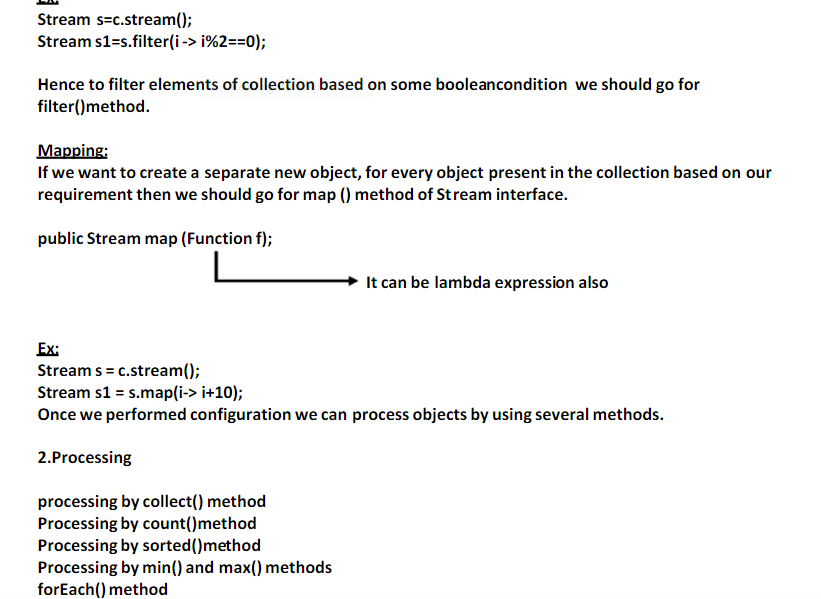 Ex:
Stream s=c.stream();
Stream s1=s.filter(i -> i%2==0);
Hence to filter elements of collection based on some booleancondition we should go for
filter()method.
Mapping:
If we want to create a separate new object, for every object present in the collection based on our
requirement then we should go for map () method of Stream interface.
public Stream map (Function f);
It can be lambda expression also
Ex:
Stream s = c.stream();
Stream s1 = s.map(i-> i+10);
Once we performed configuration we can process objects by using several methods.
2.Processing
processing by collect() method
Processing by count()method
Processing by sorted()method
Processing by min() and max() methods
forEach() method